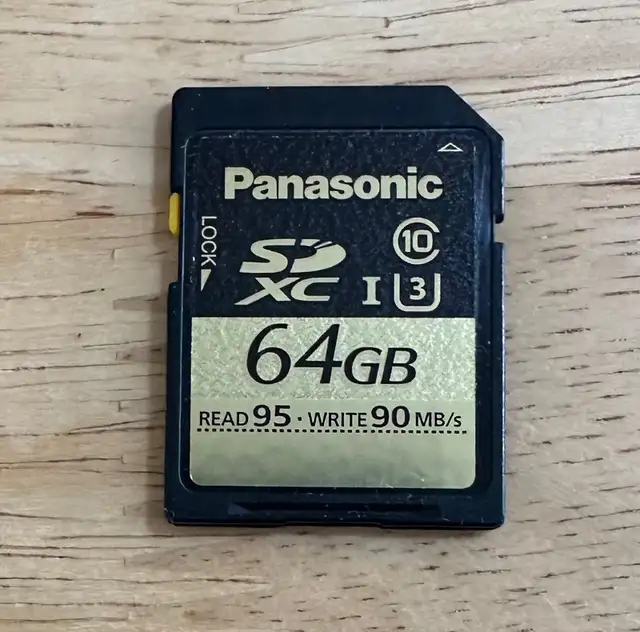 Panasonic
LOCK
10
SD
XC I 3
64GB
READ 95 · WRITE 90 MB/s